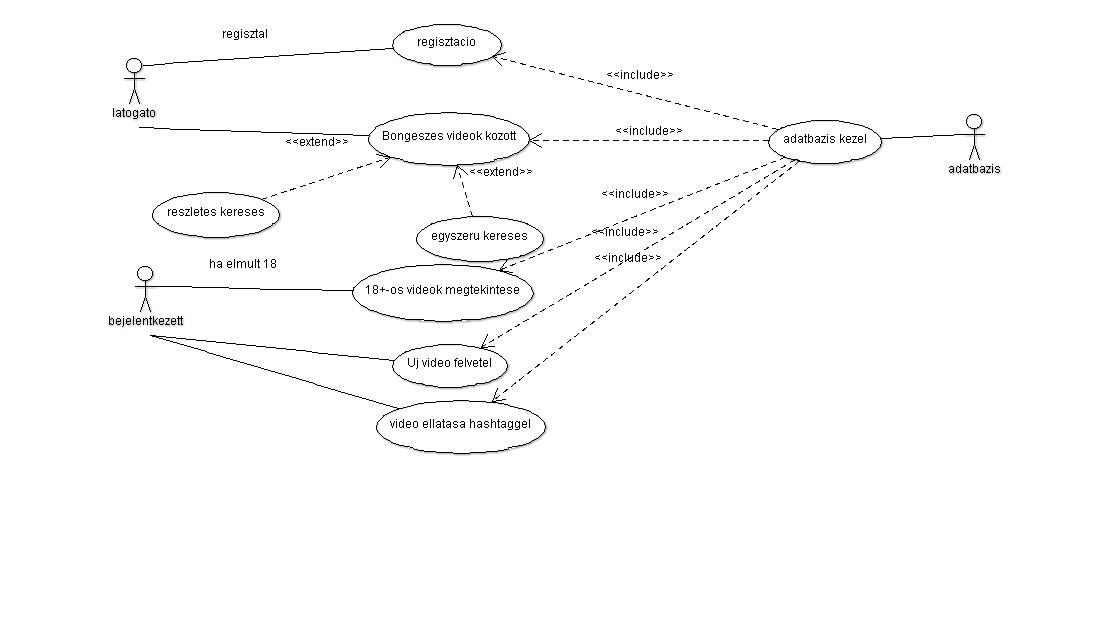 regisztal
regisztacio
<<include>>
latogato
<<include>>
Bongeszes videok kozott
<<extend>>
adatbazis kezel
adatbazis
<<extend>>
<<include>>
reszletes kereses
egyszeru kereses
<<include>>
<<include>>
ha elmult 18
18+-os videok megtekintese
bejelentkezett
Uj video felvetel
video ellatasa hashtaggel